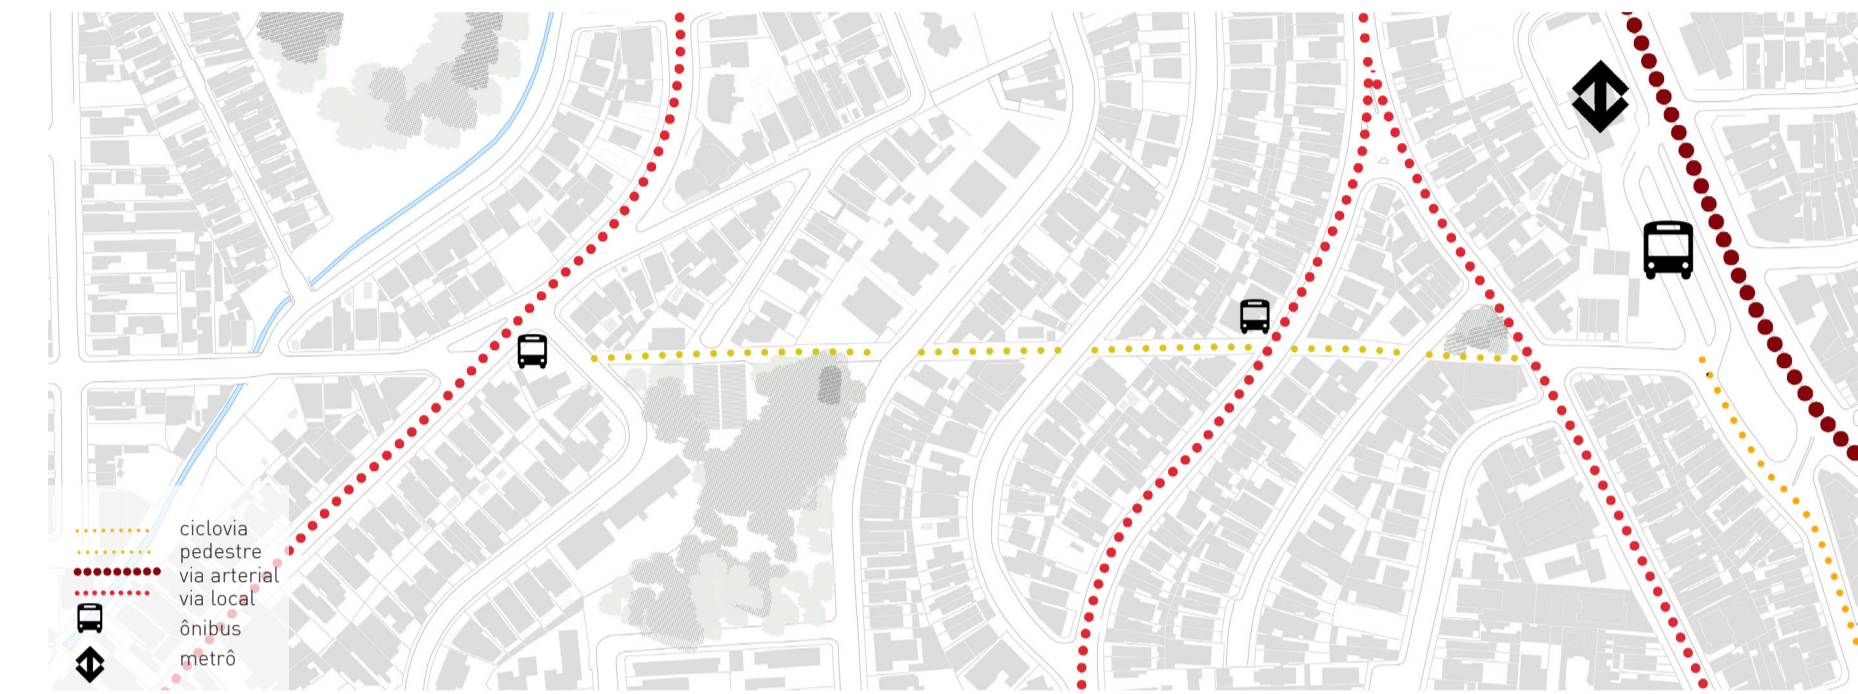 ciclovia
pedestre
via arterial
via local
ônibus
metrô